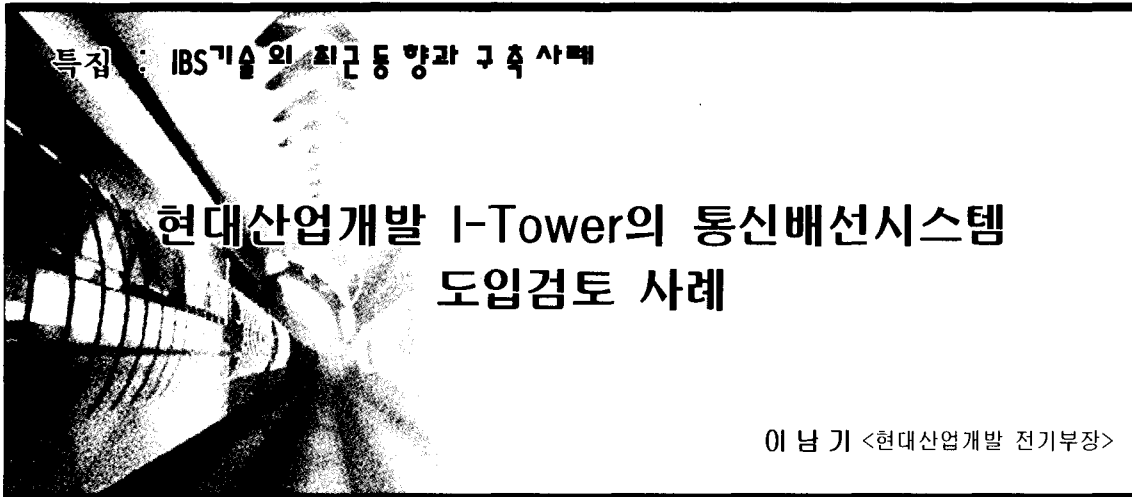 특집 : IBS기술의 최근동향과 구축사례
현대산업개발 I-Tower의 통신배선시스템
도입검토 사례
이 남 기 <현대산업개발 전기부장>